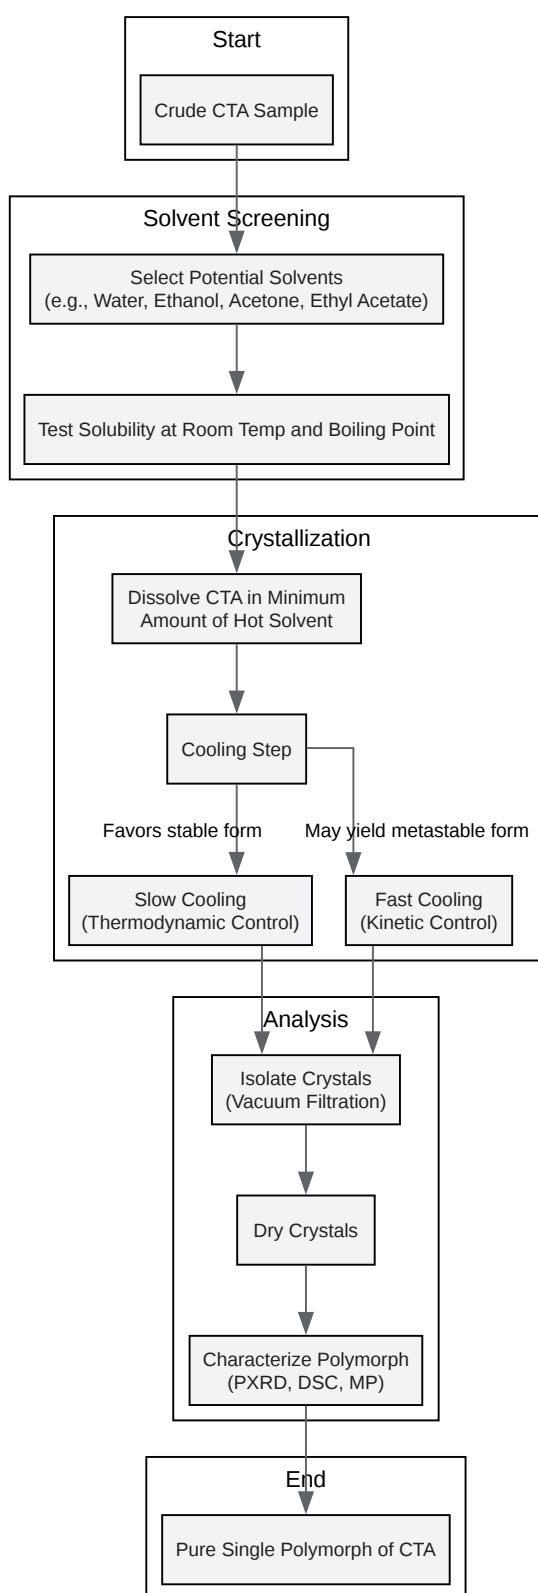 Start
Crude CTA Sample
Solvent Screening
Select Potential Solvents
(e.g., Water, Ethanol, Acetone, Ethyl Acetate)
Test Solubility at Room Temp and Boiling Point
Crystallization
Dissolve CTA in Minimum
Amount of Hot Solvent
Cooling Step
Favors stable form
May yield metastable form
Slow Cooling
(Thermodynamic Control)
Fast Cooling
(Kinetic Control)
Analysis
Isolate Crystals
(Vacuum Filtration)
Dry Crystals
Characterize Polymorph
(PXRD, DSC, MP)
End
Pure Single Polymorph of CTA